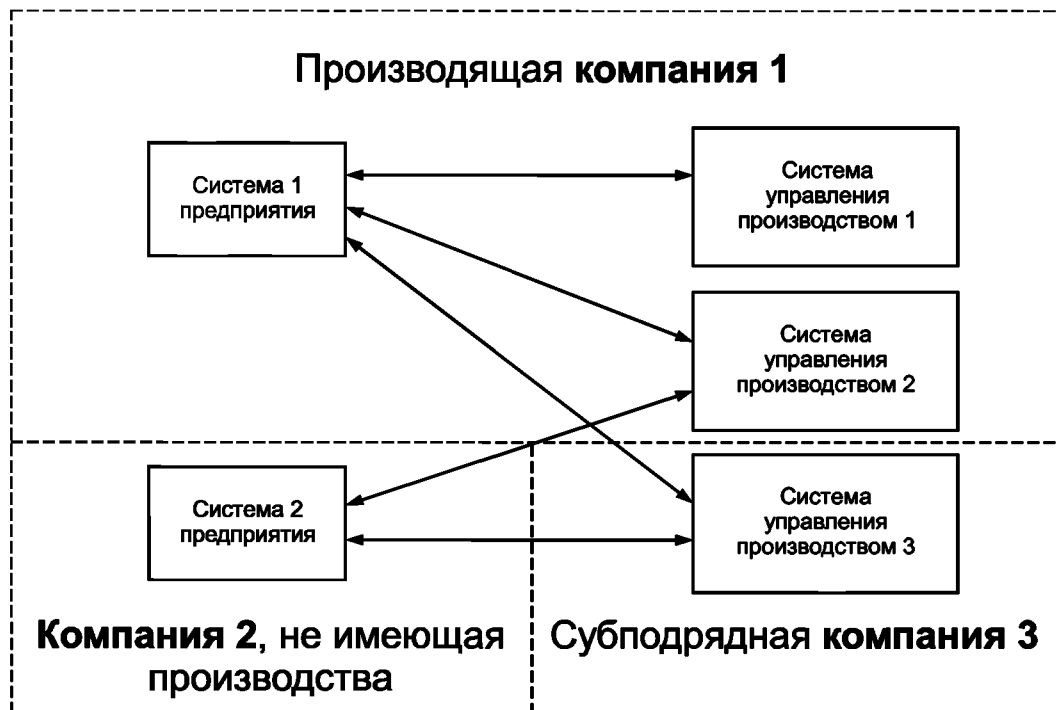 Производящая компания 1
Система 1
предприятия
Система
управления
производством 1
Система
управления
производством 2
Система 2
предприятия
Система
управления
производством 3
Компания 2, не имеющая
производства
Субподрядная компания 3